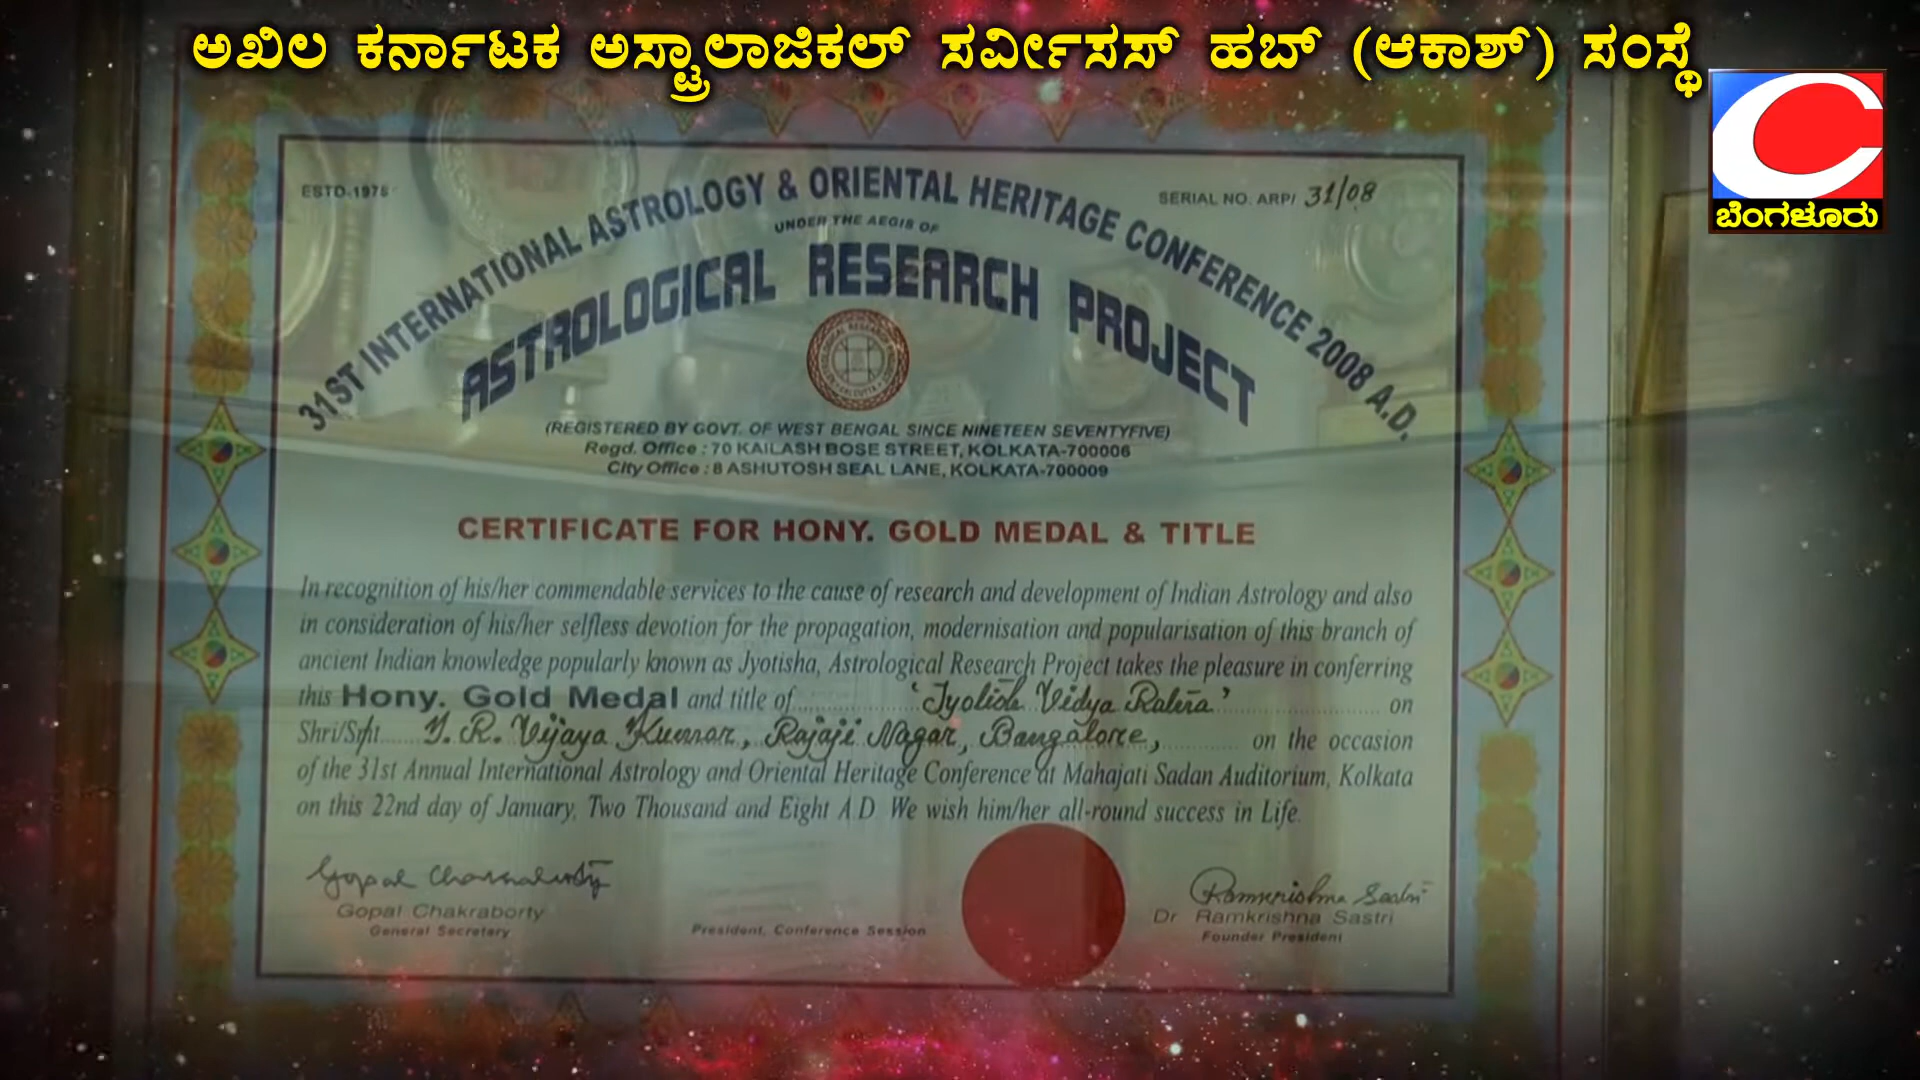 ಅಖಿಲ ಕರ್ನಾಟಕ ಅಸ್ಟ್ರಾಲಾಜಿಕಲ್ ಸರ್ವೀಸಸ್ ಹಬ್ (ಆಕಾಶ್) ಸಂಸ್ಥೆ
ಬೆಂಗಳೂರು
ESTD-1975
SERIAL NO. ARP/ 31/08
31ST INTERNATIONAL ASTROLOGY & ORIENTAL HERITAGE CONFERENCE 2008 A.D.
UNDER THE AEGIS OF
ASTROLOGICAL RESEARCH PROJECT
(REGISTERED BY GOVT. OF WEST BENGAL SINCE NINETEEN SEVENTYFIVE)
Regd. Office : 70 KAILASH BOSE STREET, KOLKATA-700006
City Office : 8 ASHUTOSH SEAL LANE, KOLKATA-700009
CERTIFICATE FOR HONY. GOLD MEDAL & TITLE
In recognition of his/her commendable services to the cause of research and development of Indian Astrology and also
in consideration of his/her selfless devotion for the propagation, modernisation and popularisation of this branch of
ancient Indian knowledge popularly known as Jyotisha, Astrological Research Project takes the pleasure in conferring
this Hony. Gold Medal and title of 'Jyotish Vidya Ratna' on
Shri/Smt Y. R. Vijaya Kumar, Rajaji Nagar, Bangalore, on the occasion
of the 31st Annual International Astrology and Oriental Heritage Conference at Mahajati Sadan Auditorium, Kolkata
on this 22nd day of January, Two Thousand and Eight A.D. We wish him/her all-round success in Life.
Gopal Chakraborty
Gopal Chakraborty
General Secretary
President, Conference Session
Ramkrishna Sastri
Dr Ramkrishna Sastri
Founder President